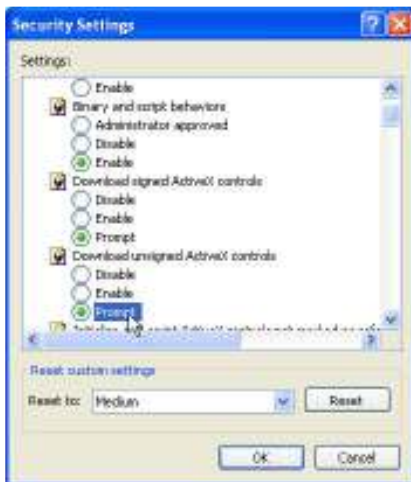 Security Settings
Settings:
Enable
Binary and script behaviors
Administrator approved
Disable
Enable
Download signed ActiveX controls
Disable
Enable
Prompt
Download unsigned ActiveX controls
Disable
Enable
Prompt
Reset custom settings
Reset to:
Medium
Reset
OK
Cancel